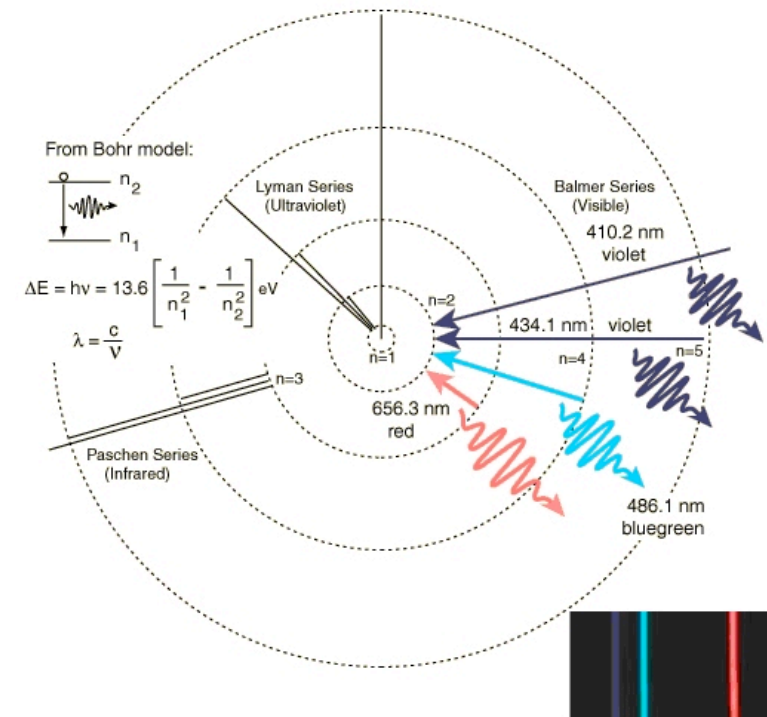 From Bohr model:
n2
n1
ΔE = hν = 13.6 [ 1/n1² - 1/n2² ] eV
λ = c/ν
Lyman Series
(Ultraviolet)
Balmer Series
(Visible)
410.2 nm
violet
n=2
434.1 nm violet
n=1
n=4
n=5
n=3
656.3 nm
red
Paschen Series
(Infrared)
486.1 nm
bluegreen